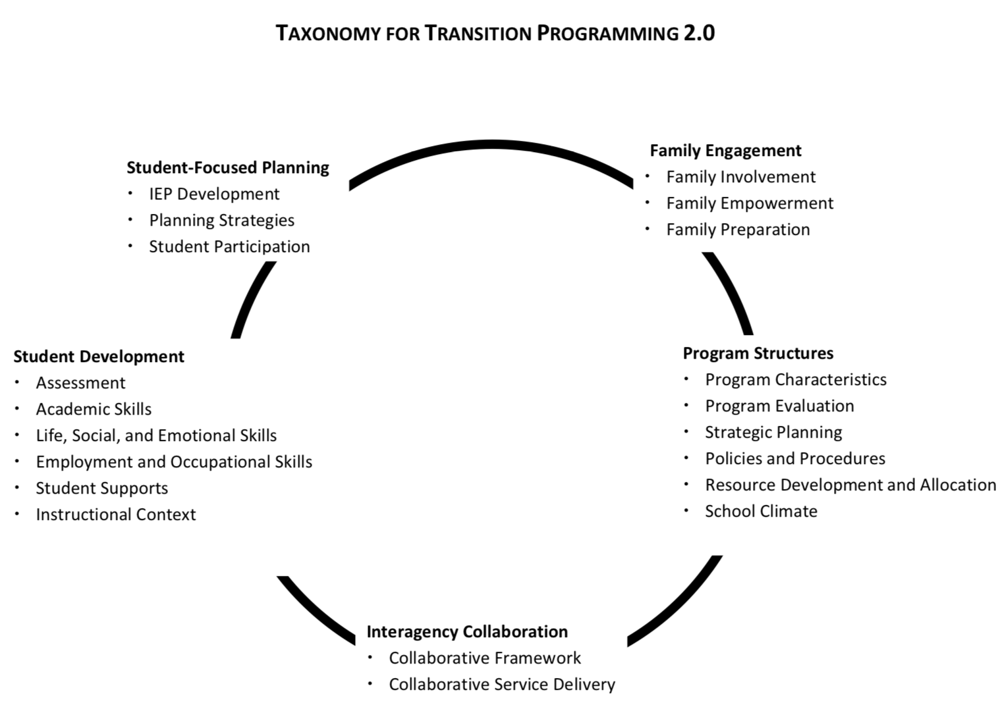 TAXONOMY FOR TRANSITION PROGRAMMING 2.0
Student-Focused Planning
• IEP Development
• Planning Strategies
• Student Participation
Family Engagement
• Family Involvement
• Family Empowerment
• Family Preparation
Student Development
• Assessment
• Academic Skills
• Life, Social, and Emotional Skills
• Employment and Occupational Skills
• Student Supports
• Instructional Context
Program Structures
• Program Characteristics
• Program Evaluation
• Strategic Planning
• Policies and Procedures
• Resource Development and Allocation
• School Climate
Interagency Collaboration
• Collaborative Framework
• Collaborative Service Delivery